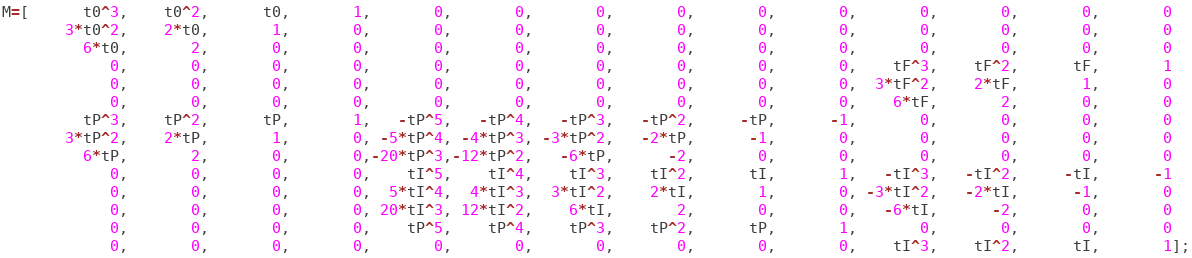 M=[ t0^3, t0^2, t0, 1, 0, 0, 0, 0, 0, 0, 0, 0, 0, 0
3*t0^2, 2*t0, 1, 0, 0, 0, 0, 0, 0, 0, 0, 0, 0, 0
6*t0, 2, 0, 0, 0, 0, 0, 0, 0, 0, 0, 0, 0, 0
0, 0, 0, 0, 0, 0, 0, 0, 0, 0, tF^3, tF^2, tF, 1
0, 0, 0, 0, 0, 0, 0, 0, 0, 0, 3*tF^2, 2*tF, 1, 0
0, 0, 0, 0, 0, 0, 0, 0, 0, 0, 6*tF, 2, 0, 0
tP^3, tP^2, tP, 1, -tP^5, -tP^4, -tP^3, -tP^2, -tP, -1, 0, 0, 0, 0
3*tP^2, 2*tP, 1, 0, -5*tP^4, -4*tP^3, -3*tP^2, -2*tP, -1, 0, 0, 0, 0, 0
6*tP, 2, 0, 0,-20*tP^3,-12*tP^2, -6*tP, -2, 0, 0, 0, 0, 0, 0
0, 0, 0, 0, tI^5, tI^4, tI^3, tI^2, tI, 1, -tI^3, -tI^2, -tI, -1
0, 0, 0, 0, 5*tI^4, 4*tI^3, 3*tI^2, 2*tI, 1, 0, -3*tI^2, -2*tI, -1, 0
0, 0, 0, 0, 20*tI^3, 12*tI^2, 6*tI, 2, 0, 0, -6*tI, -2, 0, 0
0, 0, 0, 0, tP^5, tP^4, tP^3, tP^2, tP, 1, 0, 0, 0, 0
0, 0, 0, 0, 0, 0, 0, 0, 0, 0, tI^3, tI^2, tI, 1];